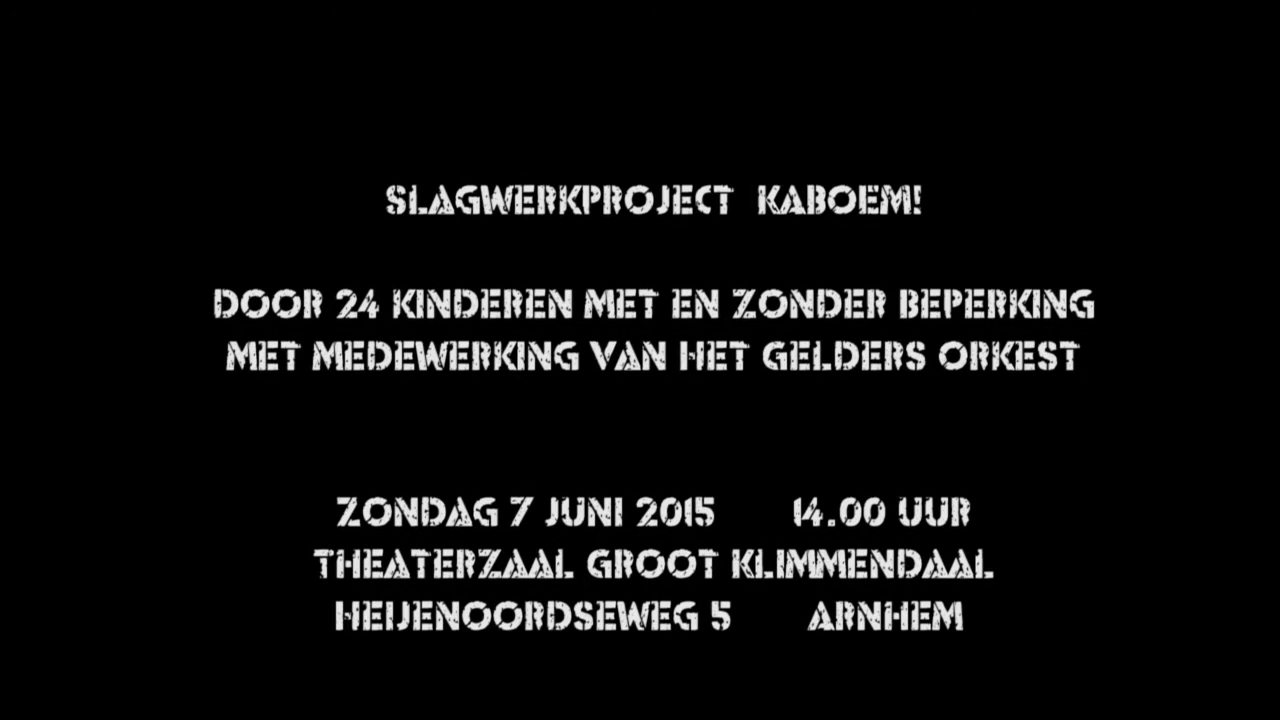 SLAGWERKPROJECT KABOEM!
DOOR 24 KINDEREN MET EN ZONDER BEPERKING
MET MEDEWERKING VAN HET GELDERS ORKEST
ZONDAG 7 JUNI 2015 14.00 UUR
THEATERZAAL GROOT KLIMMENDAAL
HEIJENOORDSEWEG 5 ARNHEM